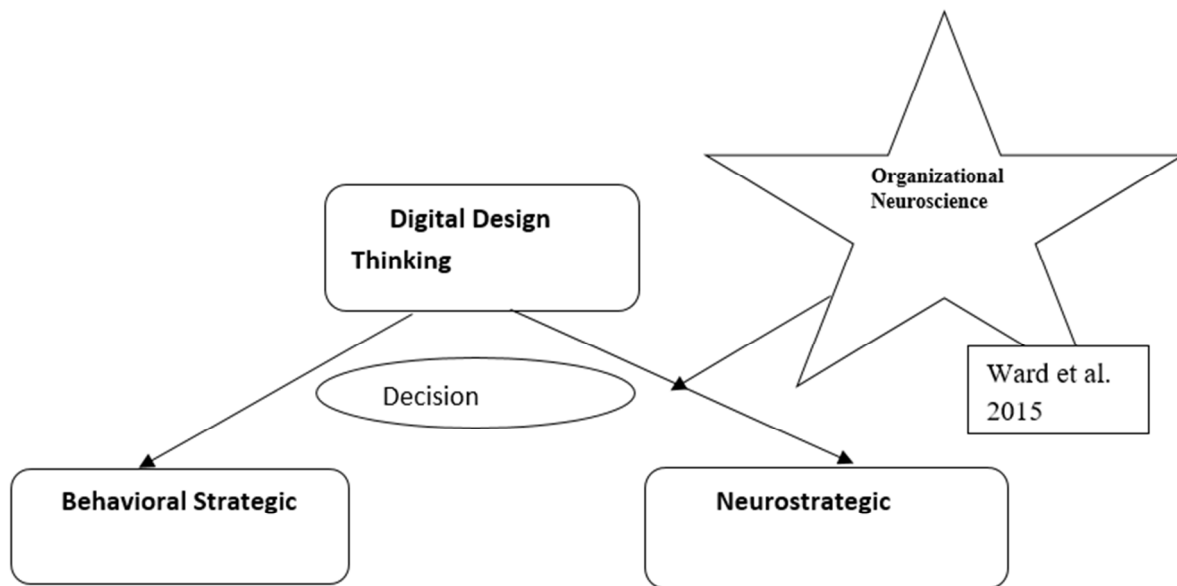 Organizational
Neuroscience
Digital Design
Thinking
Decision
Ward et al.
2015
Behavioral Strategic
Neurostrategic